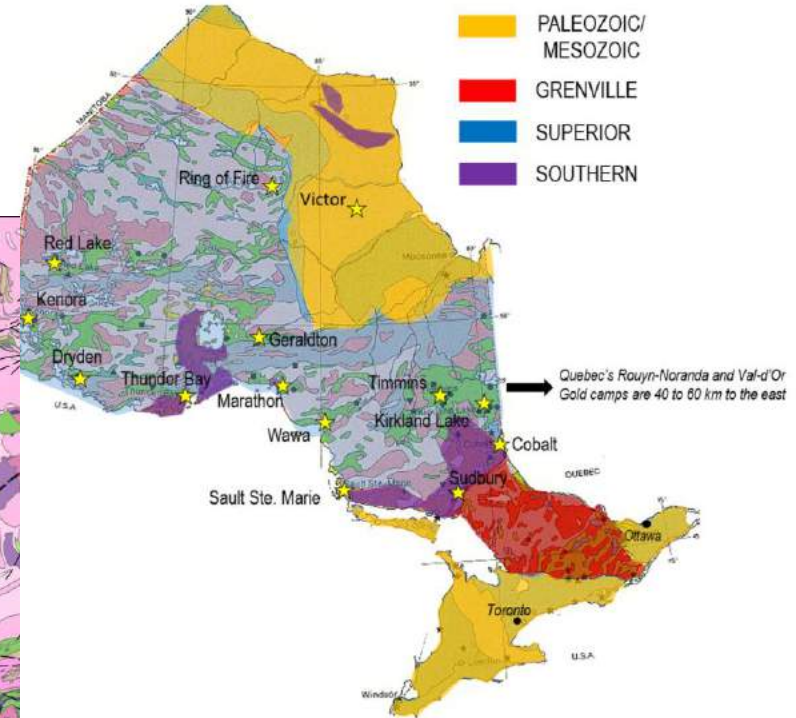 PALEOZOIC/
MESOZOIC
GRENVILLE
SUPERIOR
SOUTHERN
MANITOBA
Ring of Fire
Victor
Red Lake
Kenora
Geraldton
Dryden
Thunder Bay
Marathon
Timmins
Kirkland Lake
Quebec's Rouyn-Noranda and Val-d'Or
Gold camps are 40 to 60 km to the east
U.S.A
Wawa
Cobalt
Sault Ste. Marie
Sudbury
QUEBEC
Ottawa
Toronto
U.S.A
Windsor